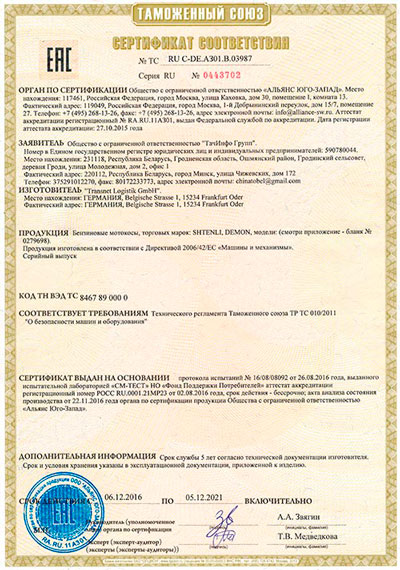 ТАМОЖЕННЫЙ СОЮЗ
СЕРТИФИКАТ СООТВЕТСТВИЯ
ЕАС
№ ТС RU C-DE.A301.B.03987
Серия RU № 0443702
ОРГАН ПО СЕРТИФИКАЦИИ Общество с ограниченной ответственностью «АЛЬЯНС ЮГО-ЗАПАД». Место
нахождения: 117461, Российская Федерация, город Москва, улица Каховка, дом 30, помещение 1, комната 13.
Фактический адрес: 119049, Российская Федерация, город Москва, 1-й Добрынинский переулок, дом 15/7, помещение
27. Телефон: +7 (495) 268-13-26, факс: +7 (495) 268-13-26, адрес электронной почты: info@alliance-sw.ru. Аттестат
аккредитации регистрационный № RA.RU.11А301, выдан Федеральной службой по аккредитации. Дата регистрации
аттестата аккредитации: 27.10.2015 года
ЗАЯВИТЕЛЬ Общество с ограниченной ответственностью "ТвэИнфо Групп".
Номер в Едином государственном регистре юридических лиц и индивидуальных предпринимателей: 590780044.
Место нахождения: 231118, Республика Беларусь, Гродненская область, Ошмянский район, Гродинский сельсовет,
деревня Гроди, улица Молодежная, дом 2, офис 1
Фактический адрес: 220112, Республика Беларусь, город Минск, улица Чижевских, дом 172
Телефон: 375291012270, факс: 80172233773, адрес электронной почты: chinatobel@gmail.com
ИЗГОТОВИТЕЛЬ "Transnet Logistik GmbH".
Место нахождения: ГЕРМАНИЯ, Belgische Strasse, 1, 15234 Frankfurt Oder
Фактический адрес: ГЕРМАНИЯ, Belgische Strasse, 1, 15234 Frankfurt Oder
ПРОДУКЦИЯ Бензиновые мотокосы, торговых марок: SHTENLI, DEMON, модели: (смотри приложение - бланк №
0279698).
Продукция изготовлена в соответствии с Директивой 2006/42/ЕС «Машины и механизмы».
Серийный выпуск
КОД ТН ВЭД ТС 8467 89 000 0
СООТВЕТСТВУЕТ ТРЕБОВАНИЯМ Технического регламента Таможенного союза ТР ТС 010/2011
"О безопасности машин и оборудования"
СЕРТИФИКАТ ВЫДАН НА ОСНОВАНИИ протокола испытаний № 16/08/08092 от 26.08.2016 года, выданного
испытательной лабораторией «СМ-ТЕСТ» НО «Фонд Поддержки Потребителей» аттестат аккредитации
регистрационный номер РОСС RU.0001.21МР23 от 02.08.2016 года, срок действия - бессрочно; акта анализа состояния
производства от 22.11.2016 года органа по сертификации продукции Общества с ограниченной ответственностью
«Альянс Юго-Запад».
ДОПОЛНИТЕЛЬНАЯ ИНФОРМАЦИЯ Срок службы 5 лет согласно технической документации изготовителя.
Срок и условия хранения указаны в эксплуатационной документации, приложенной к изделию.
СРОК ДЕЙСТВИЯ С 06.12.2016 ПО 05.12.2021 ВКЛЮЧИТЕЛЬНО
Руководитель (уполномоченное лицо) органа по сертификации
А.А. Звягин
Эксперт (эксперт-аудитор)
(эксперты (эксперты-аудиторы))
Т.В. Медведкова
ЕАС
RA.RU.11А301